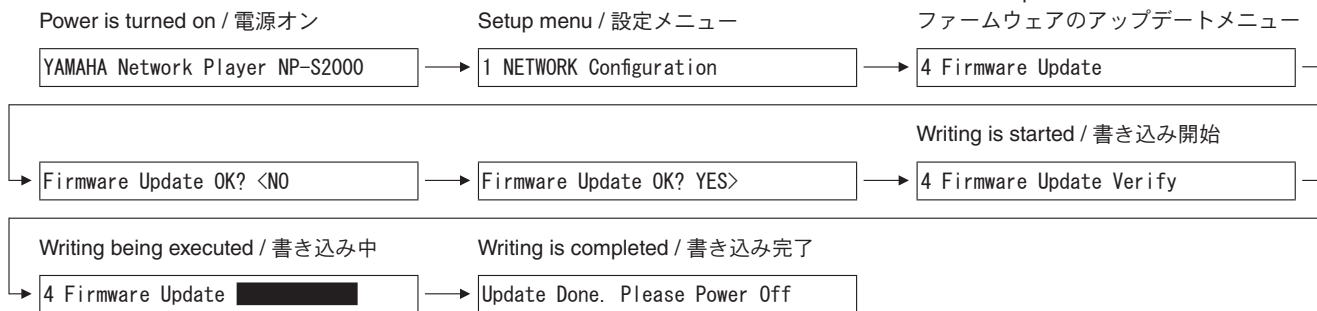 Power is turned on / 電源オン
Setup menu / 設定メニュー
ファームウェアのアップデートメニュー
YAMAHA Network Player NP-S2000
1 NETWORK Configuration
4 Firmware Update
Writing is started / 書き込み開始
Firmware Update OK? <NO
Firmware Update OK? YES>
4 Firmware Update Verify
Writing being executed / 書き込み中
Writing is completed / 書き込み完了
4 Firmware Update
Update Done. Please Power Off